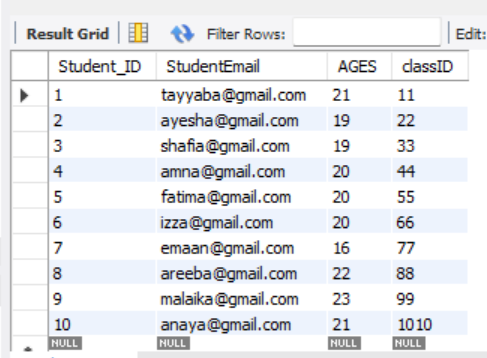 Result Grid Filter Rows: Edit:
Student_ID StudentEmail AGES classID
1 tayyaba@gmail.com 21 11
2 ayesha@gmail.com 19 22
3 shafia@gmail.com 19 33
4 amna@gmail.com 20 44
5 fatima@gmail.com 20 55
6 izza@gmail.com 20 66
7 emaan@gmail.com 16 77
8 areeba@gmail.com 22 88
9 malaika@gmail.com 23 99
10 anaya@gmail.com 21 1010
NULL NULL NULL NULL